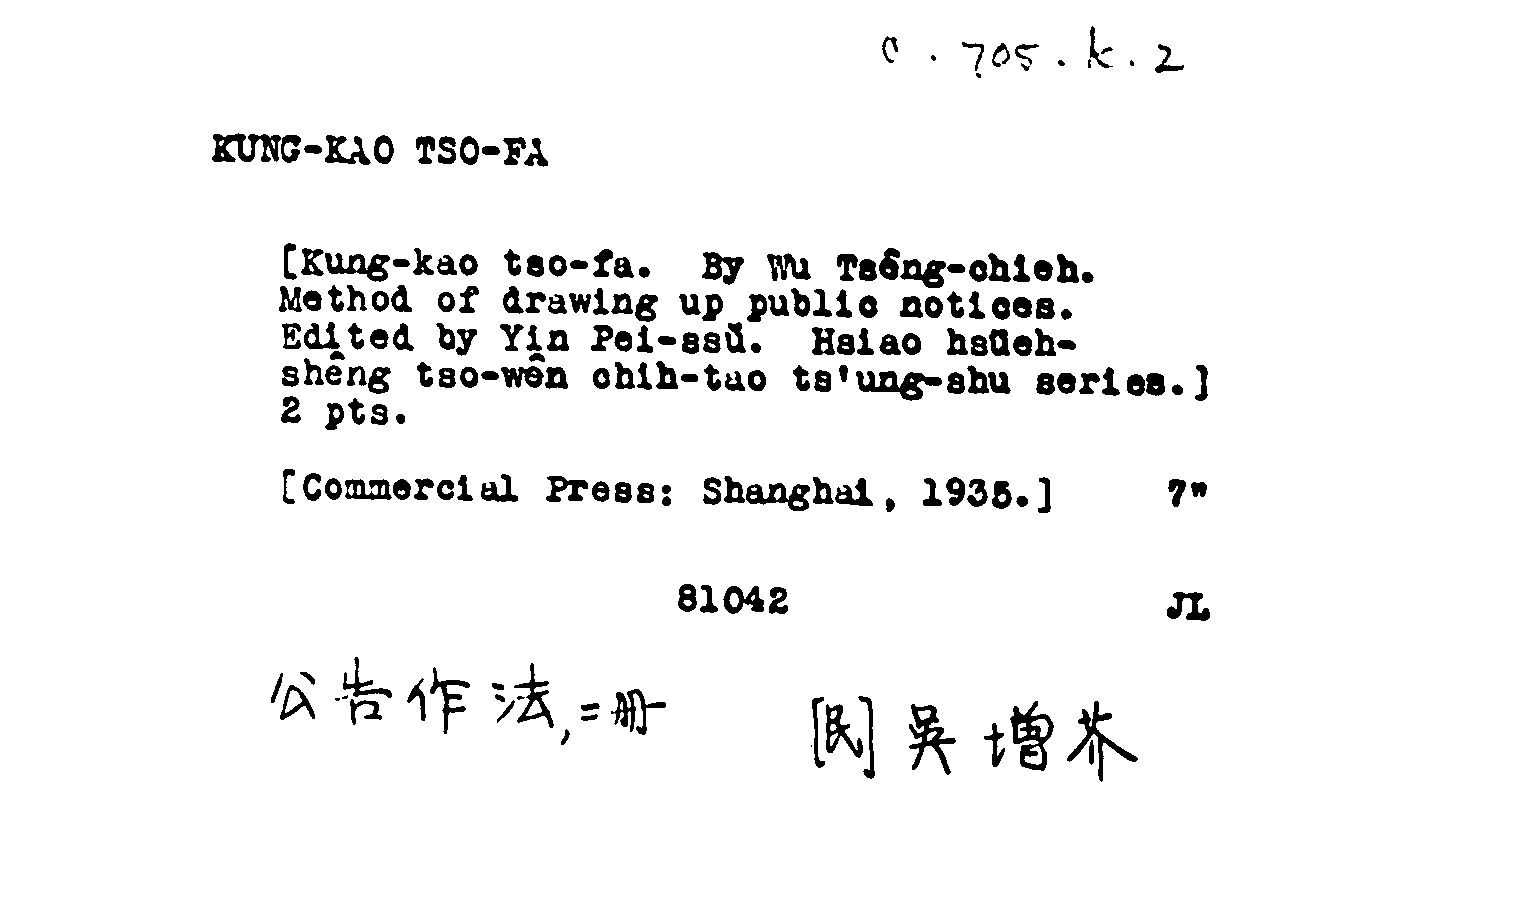 c. 705. k. 2
KUNG-KAO TSO-FA
[Kung-kao tso-fa. By Wu Tsêng-chieh.
Method of drawing up public notices.
Edited by Yin Pei-ssŭ. Hsiao hsüeh-
shêng tso-wên chih-tao ts'ung-shu series.]
2 pts.
[Commercial Press: Shanghai, 1935.] 7"
81042 JL
公告作法,二册 [民]吳增芥